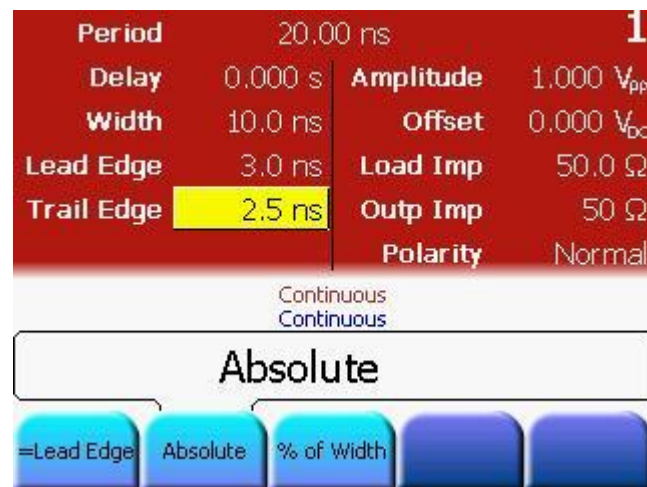 Period 20.00 ns 1
Delay 0.000 s Amplitude 1.000 Vpp
Width 10.0 ns Offset 0.000 VDC
Lead Edge 3.0 ns Load Imp 50.0 Ω
Trail Edge 2.5 ns Outp Imp 50 Ω
Polarity Normal
Continuous
Continuous
Absolute
=Lead Edge Absolute % of Width